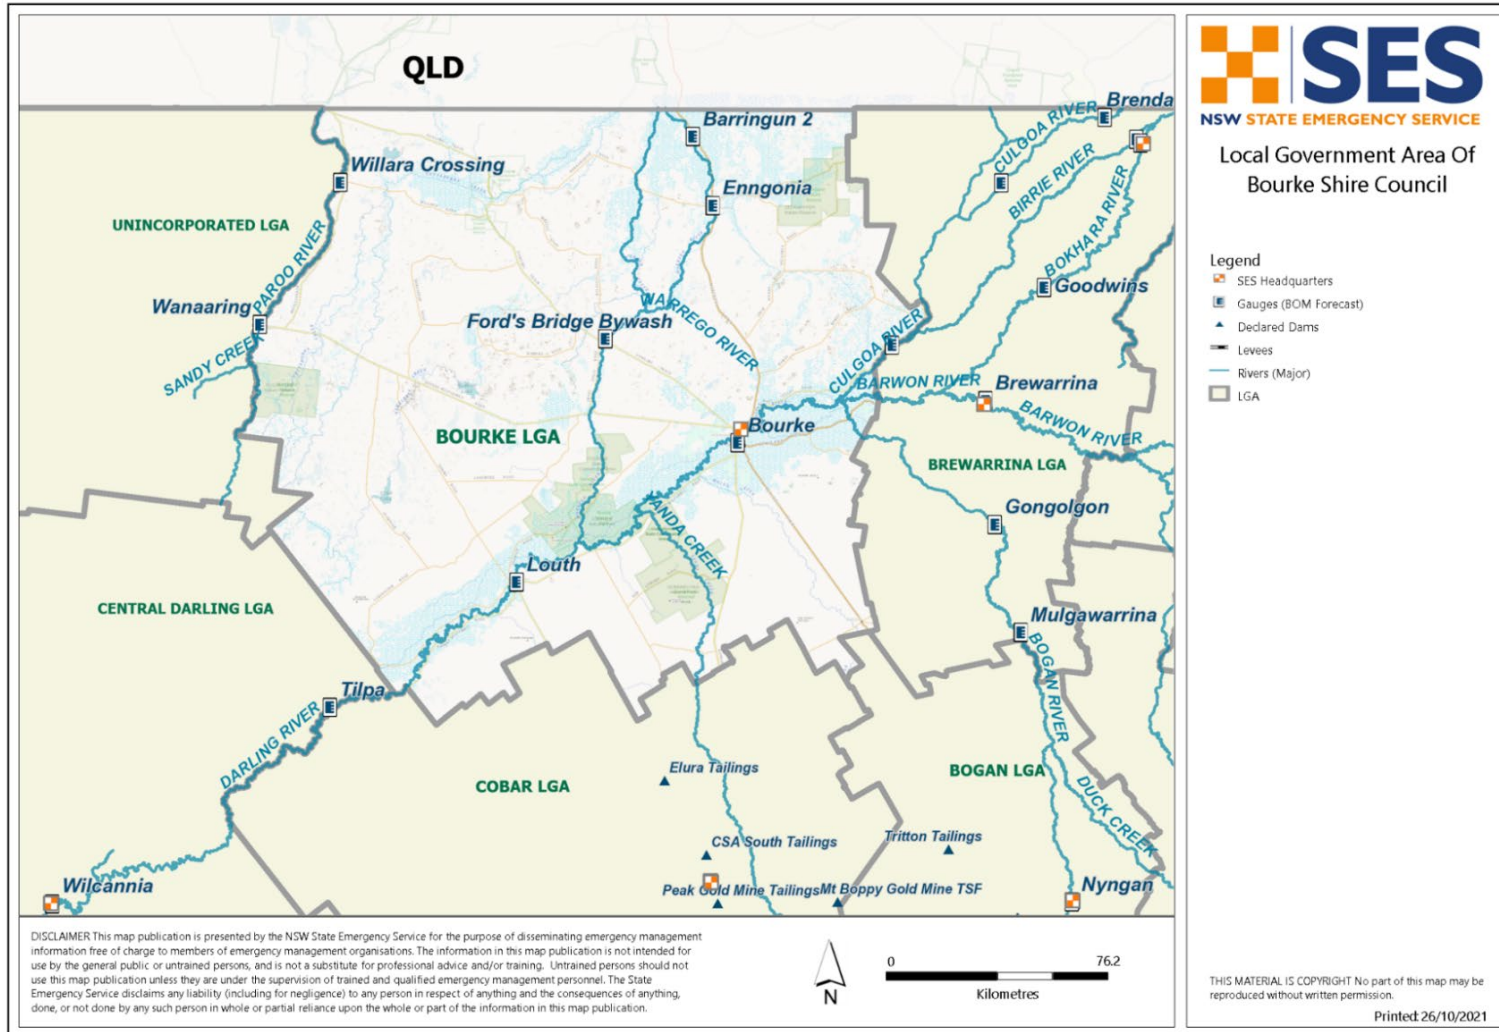 QLD
Brenda
CULGOA RIVER
Barringun 2
Willara Crossing
BIRRIE RIVER
Enngonia
BOKHARA RIVER
UNINCORPORATED LGA
PAROO RIVER
Goodwins
Wanaaring
WARREGO RIVER
Ford's Bridge Bywash
SANDY CREEK
CULGOA RIVER
BARWON RIVER
Brewarrina
BARWON RIVER
Bourke
BOURKE LGA
BREWARRINA LGA
Gongolgon
YANDA CREEK
Louth
CENTRAL DARLING LGA
Mulgawarrina
BOGAN RIVER
Tilpa
DARLING RIVER
Elura Tailings
BOGAN LGA
COBAR LGA
DUCK CREEK
CSA South Tailings
Tritton Tailings
Wilcannia
Peak Gold Mine Tailings
Mt Boppy Gold Mine TSF
Nyngan
DISCLAIMER This map publication is presented by the NSW State Emergency Service for the purpose of disseminating emergency management
information free of charge to members of emergency management organisations. The information in this map publication is not intended for
use by the general public or untrained persons, and is not a substitute for professional advice and/or training. Untrained persons should not
use this map publication unless they are under the supervision of trained and qualified emergency management personnel. The State
Emergency Service disclaims any liability (including for negligence) to any person in respect of anything and the consequences of anything,
done, or not done by any such person in whole or partial reliance upon the whole or part of the information in this map publication.
N
0 76.2
Kilometres
SES
NSW STATE EMERGENCY SERVICE
Local Government Area Of
Bourke Shire Council
Legend
SES Headquarters
Gauges (BOM Forecast)
Declared Dams
Levees
Rivers (Major)
LGA
THIS MATERIAL IS COPYRIGHT No part of this map may be
reproduced without written permission.
Printed: 26/10/2021